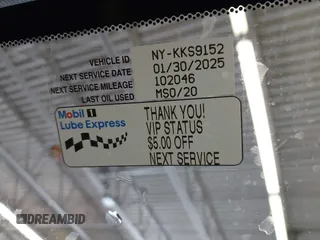 VEHICLE ID NY-KKS9152
NEXT SERVICE DATE 01/30/2025
NEXT SERVICE MILEAGE 102046
LAST OIL USED MSO/20
Mobil 1
Lube Express
THANK YOU!
VIP STATUS
$5.00 OFF
NEXT SERVICE
DREAMBID